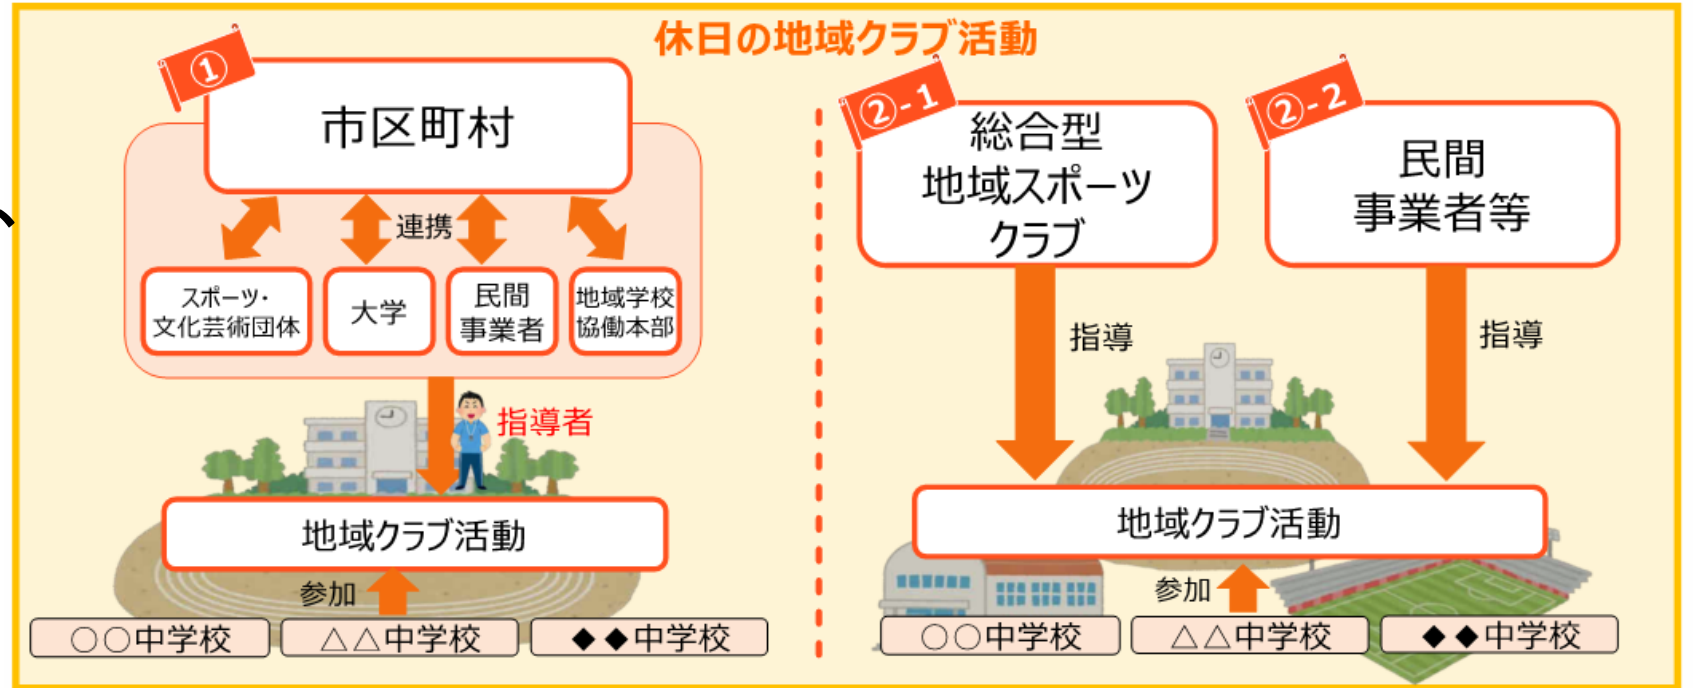 休日の地域クラブ活動
①
市区町村
連携
スポーツ・
文化芸術団体
大学
民間
事業者
地域学校
協働本部
指導者
地域クラブ活動
参加
○○中学校
△△中学校
◆◆中学校
②-1
総合型
地域スポーツ
クラブ
②-2
民間
事業者等
指導
指導
地域クラブ活動
参加
○○中学校
△△中学校
◆◆中学校